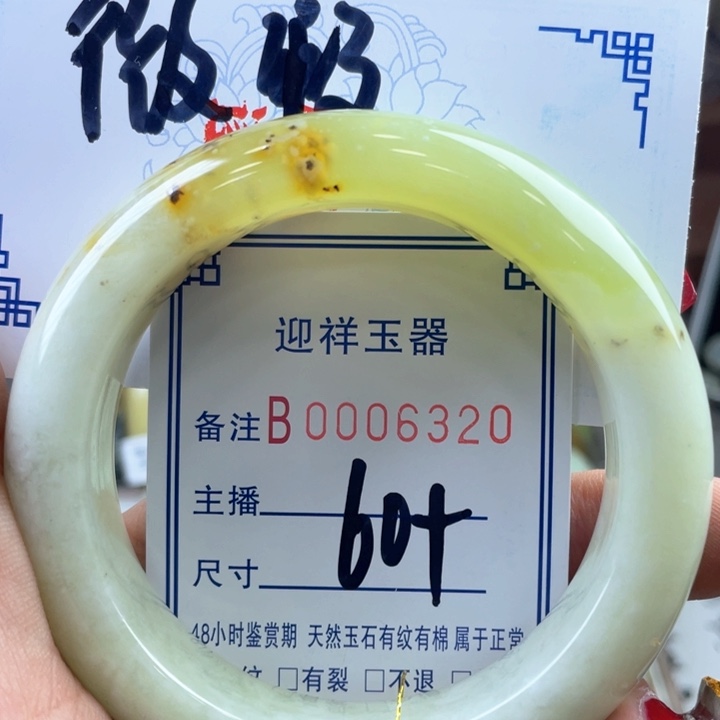 微奶
迎祥玉器
备注B0006320
主播
尺寸 60+
48小时鉴赏期 天然玉石有纹有棉 属于正常
纹 □有裂 □不退 □